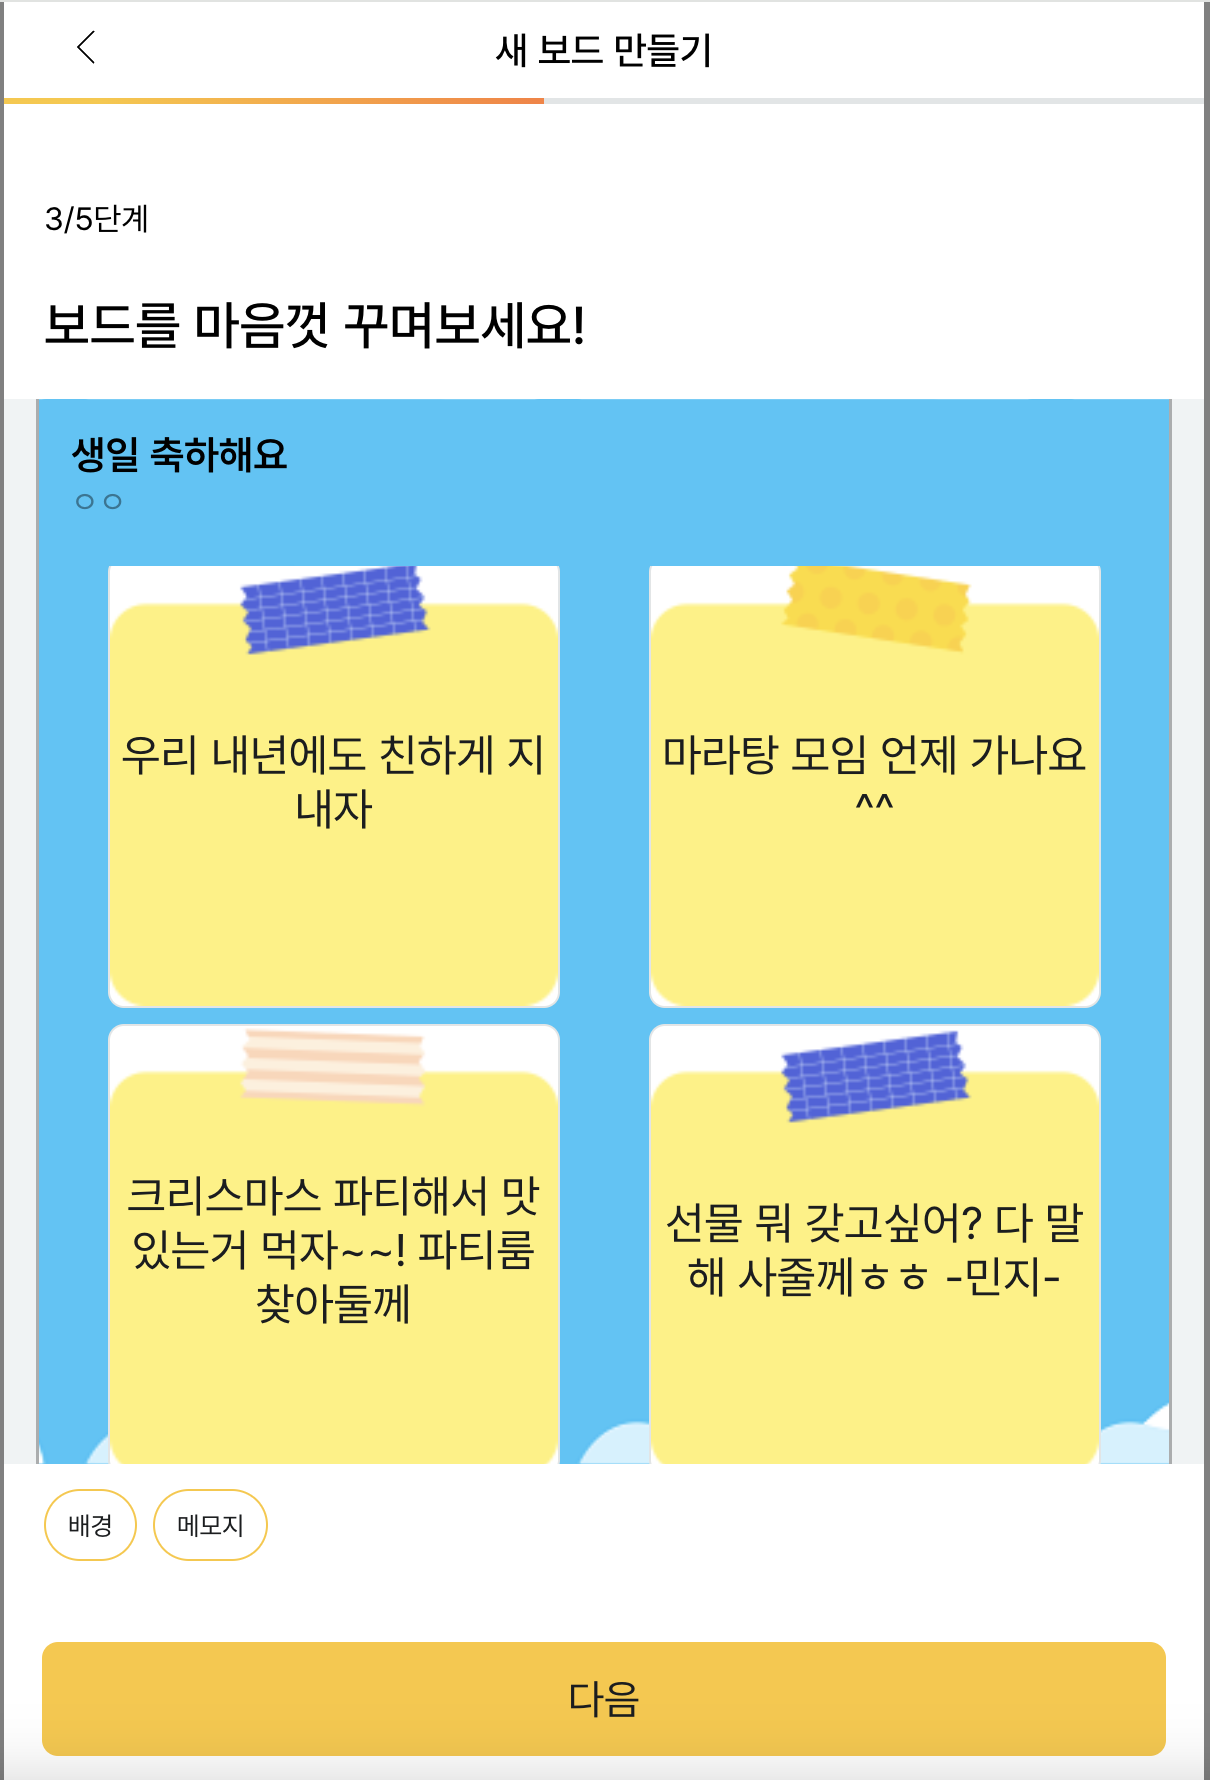 새 보드 만들기
3/5단계
보드를 마음껏 꾸며보세요!
생일 축하해요
ㅇㅇ
우리 내년에도 친하게 지
내자
마라탕 모임 언제 가나요
^^
크리스마스 파티해서 맛
있는거 먹자~~! 파티룸
찾아둘께
선물 뭐 갖고싶어? 다 말
해 사줄께ㅎㅎ -민지-
배경
메모지
다음